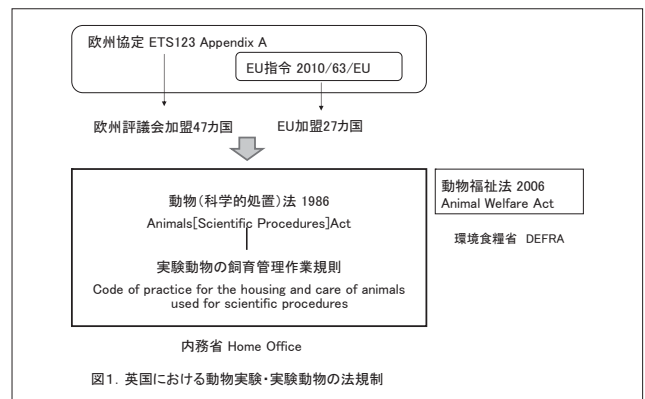 欧州協定 ETS123 Appendix A
EU指令 2010/63/EU
欧州評議会加盟47カ国
EU加盟27カ国
動物(科学的処置)法 1986
Animals[Scientific Procedures]Act
実験動物の飼育管理作業規則
Code of practice for the housing and care of animals
used for scientific procedures
動物福祉法 2006
Animal Welfare Act
環境食糧省 DEFRA
内務省 Home Office
図1. 英国における動物実験・実験動物の法規制